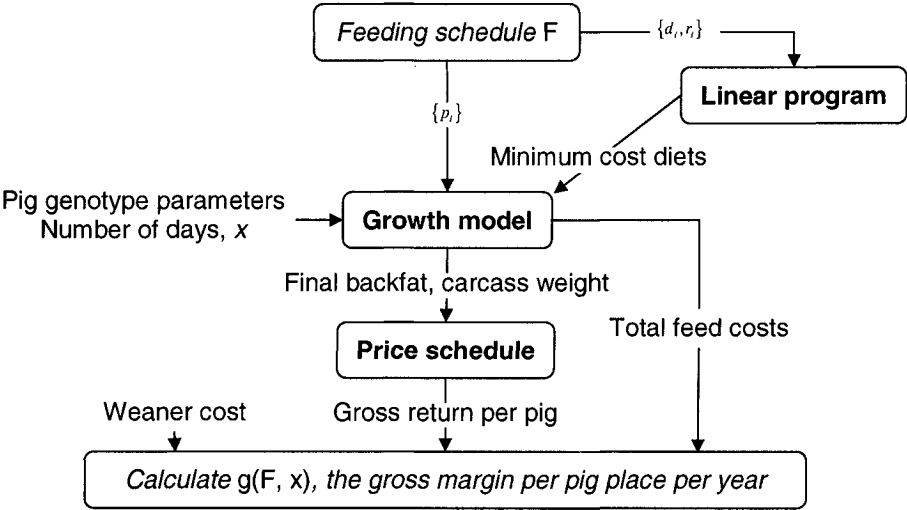 Feeding schedule F
{d_i, r_i}
Linear program
{p_i}
Minimum cost diets
Pig genotype parameters
Number of days, x
Growth model
Final backfat, carcass weight
Total feed costs
Price schedule
Weaner cost
Gross return per pig
Calculate g(F, x), the gross margin per pig place per year